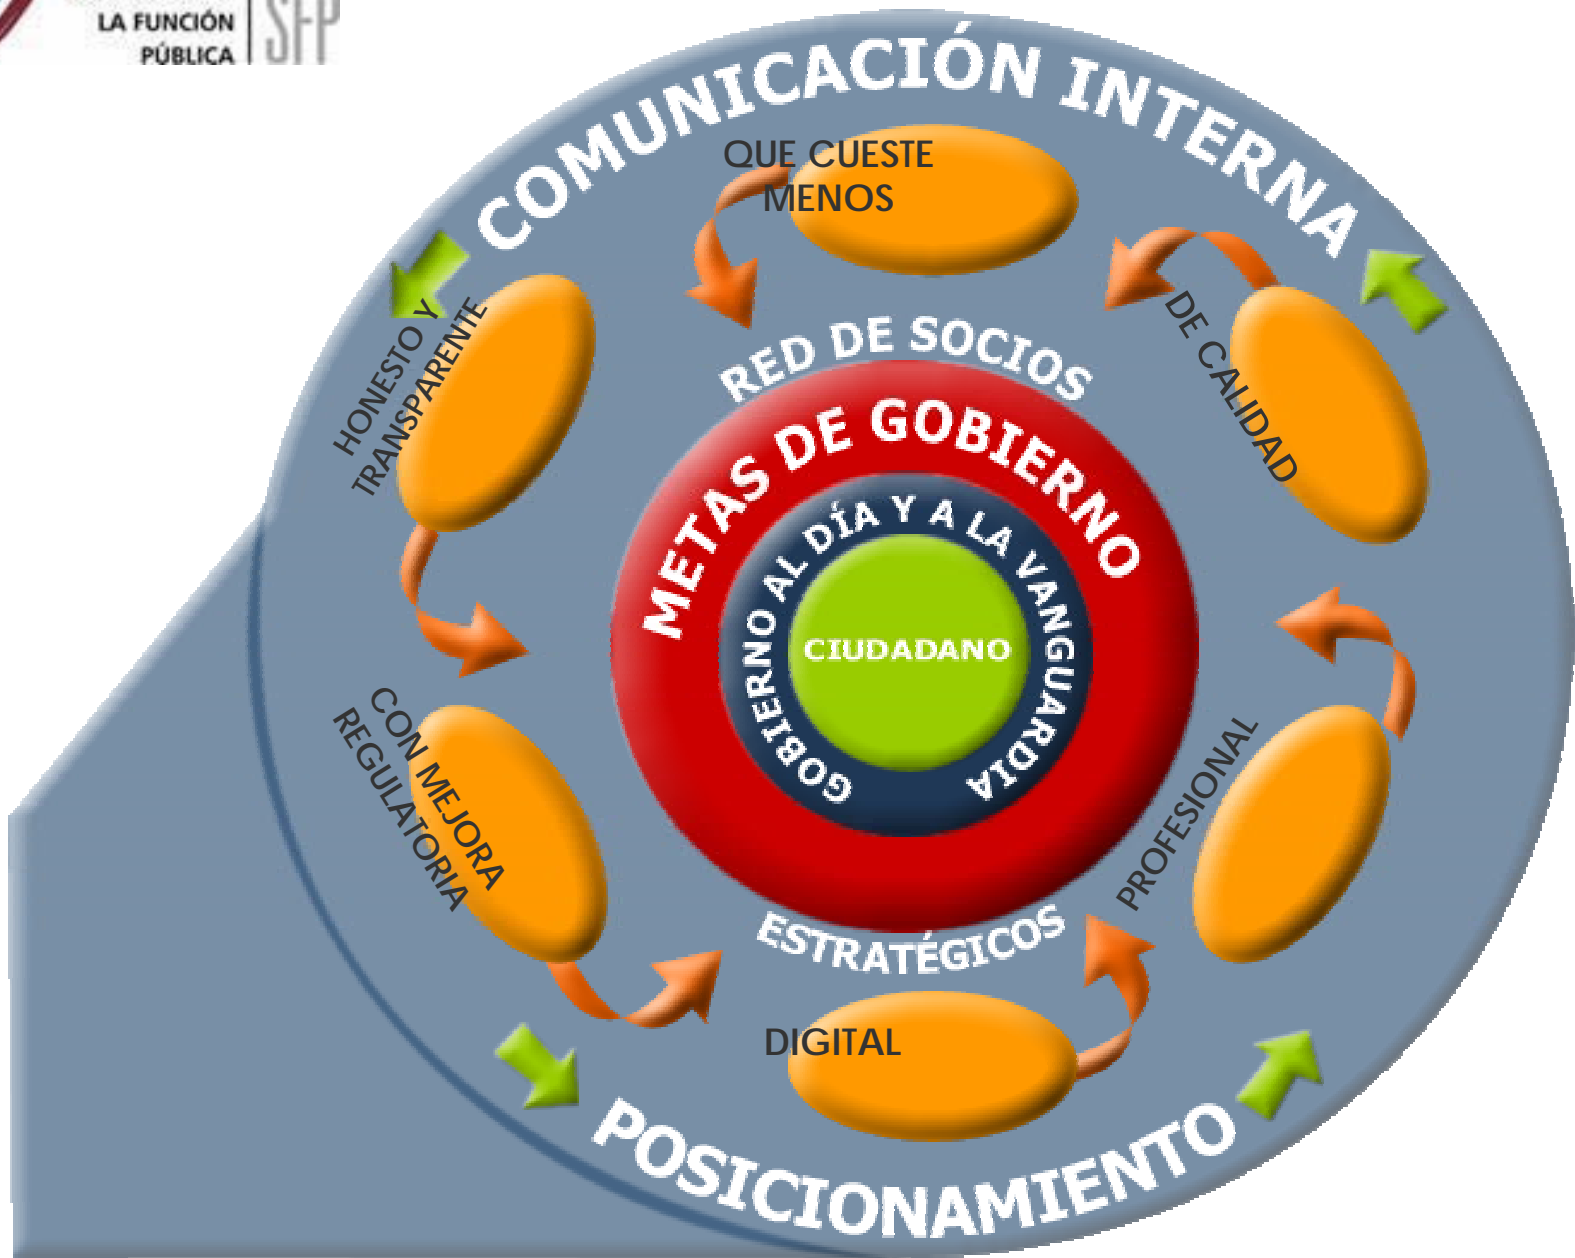 LA FUNCIÓN
PÚBLICA
SFP
COMUNICACIÓN INTERNA
QUE CUESTE
MENOS
HONESTO Y
TRANSPARENTE
DE CALIDAD
RED DE SOCIOS
METAS DE GOBIERNO
GOBIERNO AL DÍA Y A LA VANGUARDIA
CIUDADANO
CON MEJORA
REGULATORIA
PROFESIONAL
ESTRATÉGICOS
DIGITAL
POSICIONAMIENTO